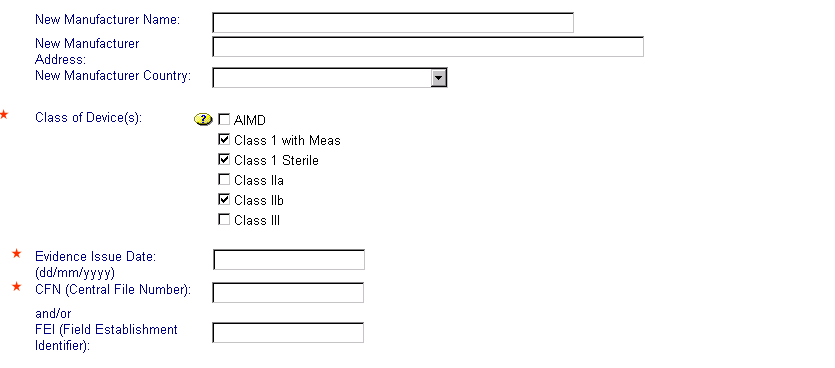 New Manufacturer Name:
New Manufacturer
Address:
New Manufacturer Country:
Class of Device(s):
? AIMD
Class 1 with Meas
Class 1 Sterile
Class IIa
Class IIb
Class III
Evidence Issue Date:
(dd/mm/yyyy)
CFN (Central File Number):
and/or
FEI (Field Establishment
Identifier):